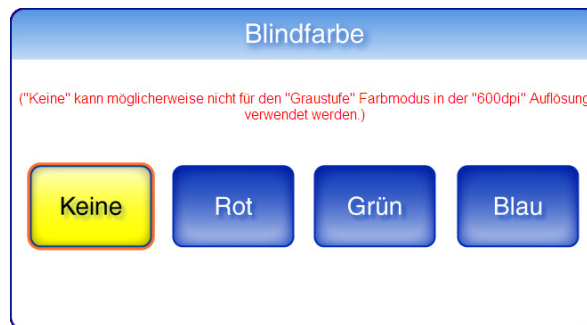 Blindfarbe
("Keine" kann möglicherweise nicht für den "Graustufe" Farbmodus in der "600dpi" Auflösung
verwendet werden.)
Keine Rot Grün Blau